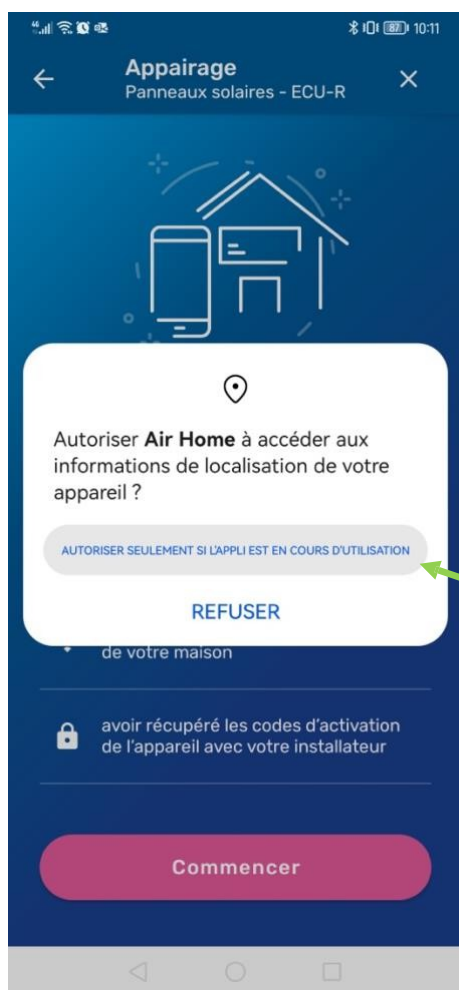 46
87 10:11
Appairage
Panneaux solaires - ECU-R
Autoriser Air Home à accéder aux
informations de localisation de votre
appareil ?
AUTORISER SEULEMENT SI L'APPLI EST EN COURS D'UTILISATION
REFUSER
de votre maison
avoir récupéré les codes d'activation
de l'appareil avec votre installateur
Commencer